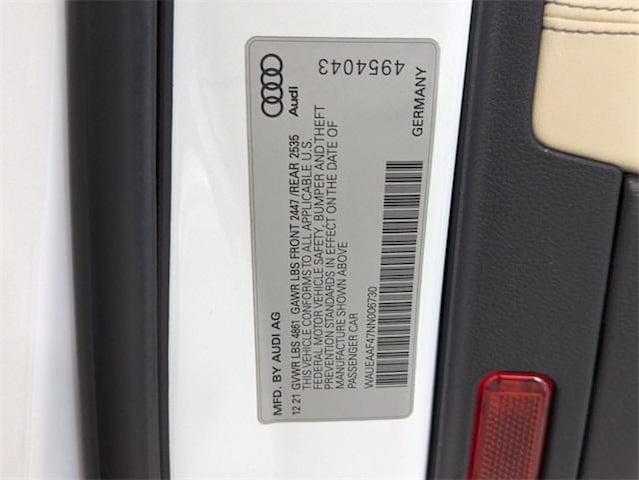 MFD. BY AUDI AG
Audi
12.21 GVWR LBS 4861 GAWR LBS FRONT 2447 /REAR 2535
THIS VEHICLE CONFORMS TO ALL APPLICABLE U.S.
FEDERAL MOTOR VEHICLE SAFETY, BUMPER AND THEFT
PREVENTION STANDARDS IN EFFECT ON THE DATE OF
MANUFACTURE SHOWN ABOVE
PASSENGER CAR
WAUEAAF47NN006730
GERMANY
4954043